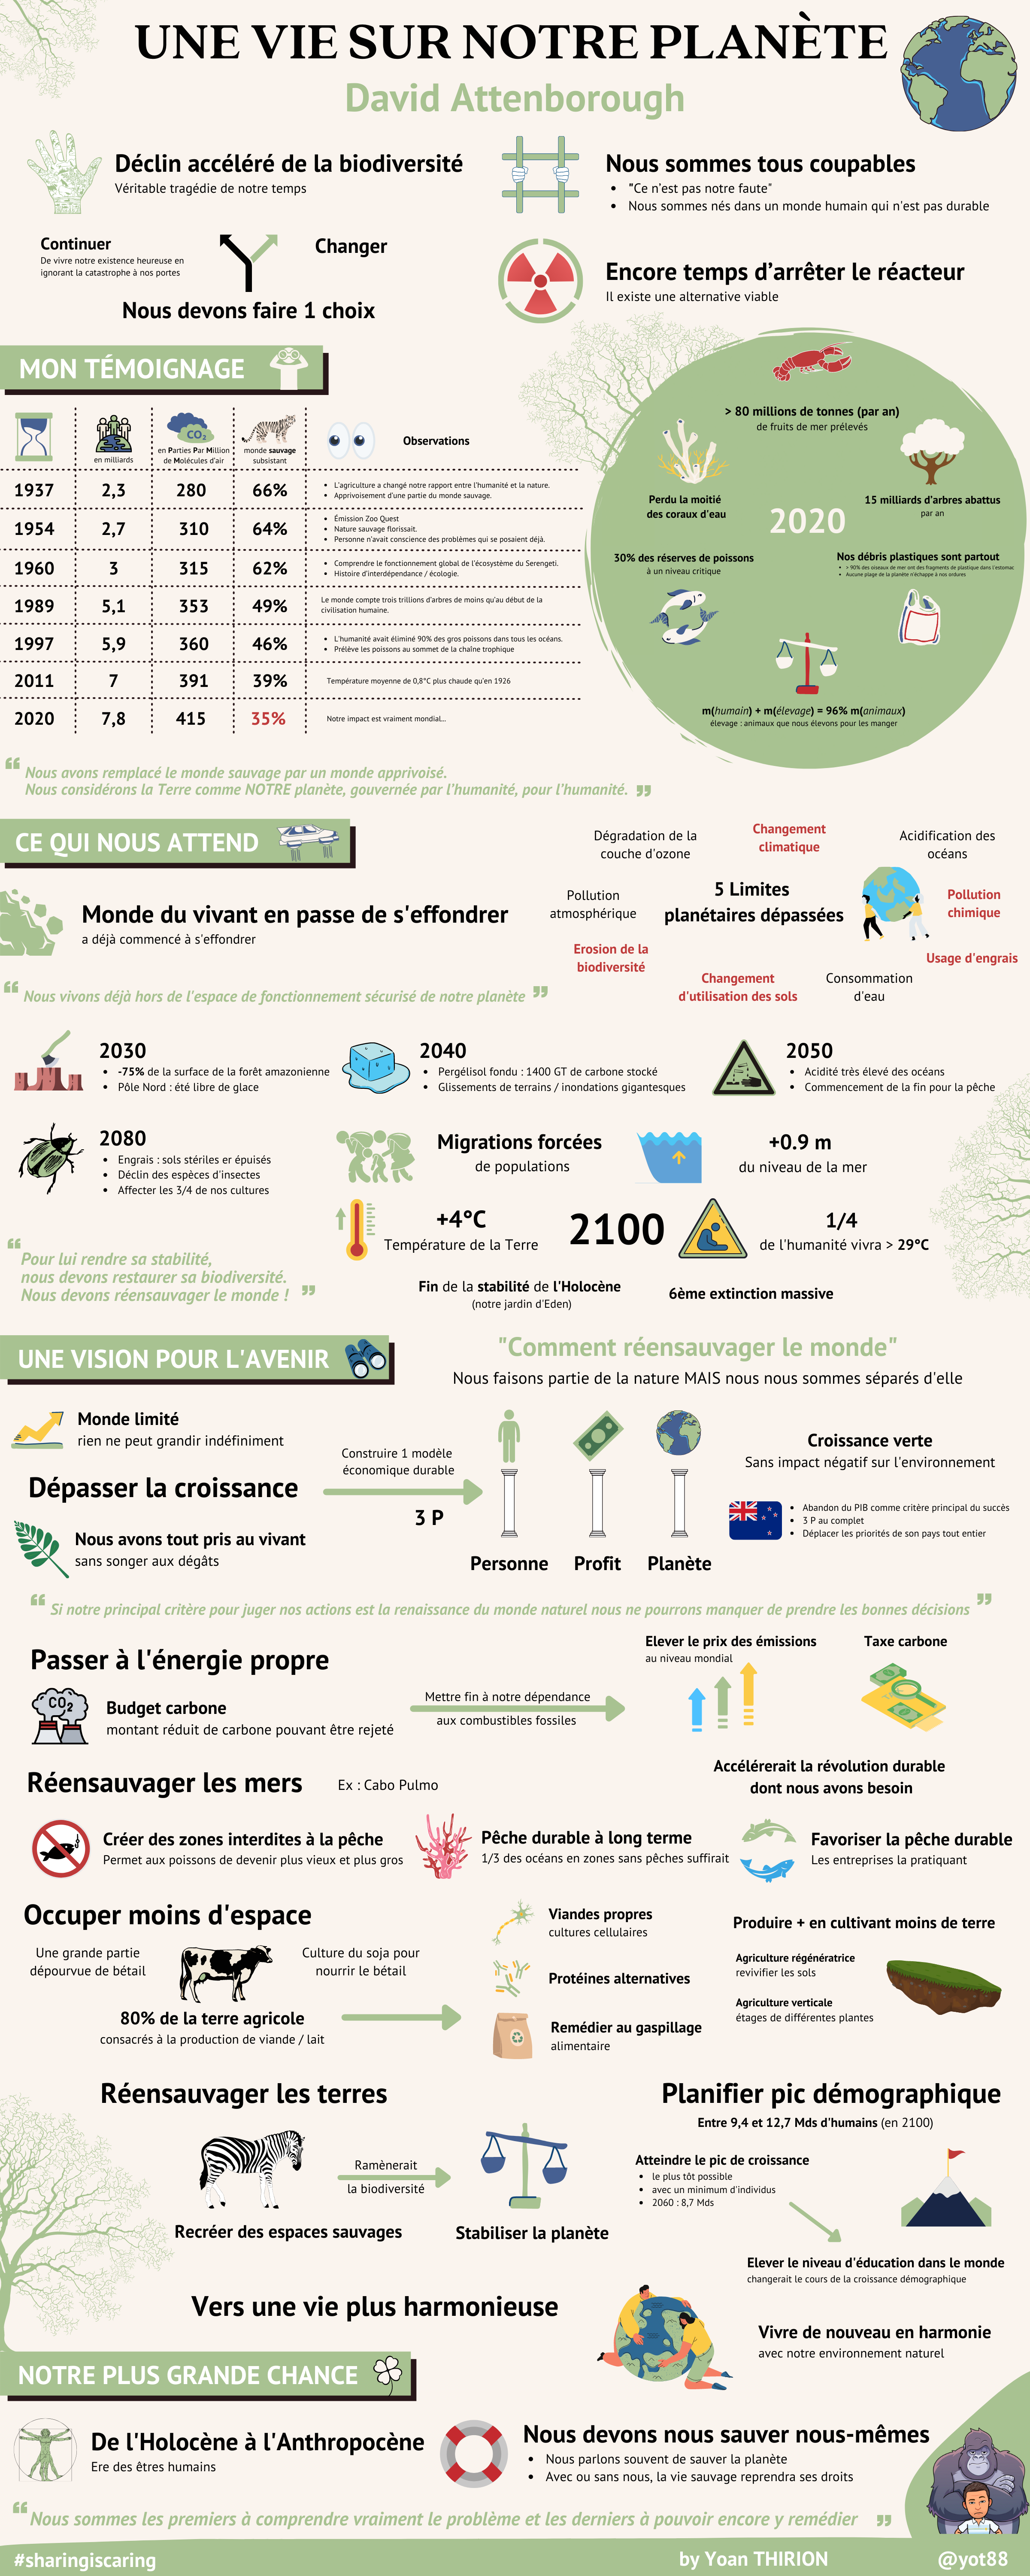 UNE VIE SUR NOTRE PLANÈTE
David Attenborough
Déclin accéléré de la biodiversité
Véritable tragédie de notre temps
Nous sommes tous coupables
"Ce n'est pas notre faute"
Nous sommes nés dans un monde humain qui n'est pas durable
Continuer
De vivre notre existence heureuse en
ignorant la catastrophe à nos portes
Changer
Nous devons faire 1 choix
Encore temps d’arrêter le réacteur
Il existe une alternative viable
MON TÉMOIGNAGE
en milliards
CO₂
en Parties Par Million
de Molécules d'air
monde sauvage
subsistant
Observations
1937
2,3
280
66%
L'agriculture a changé notre rapport entre l'humanité et la nature.
Apprivoisement d'une partie du monde sauvage.
1954
2,7
310
64%
Émission Zoo Quest
Nature sauvage florissait.
Personne n'avait conscience des problèmes qui se posaient déjà.
1960
3
315
62%
Comprendre le fonctionnement global de l'écosystème du Serengeti.
Histoire d'interdépendance / écologie.
1989
5,1
353
49%
Le monde compte trois trillions d'arbres de moins qu'au début de la
civilisation humaine.
1997
5,9
360
46%
L'humanité avait éliminé 90% des gros poissons dans tous les océans.
Prélève les poissons au sommet de la chaîne trophique
2011
7
391
39%
Température moyenne de 0,8°C plus chaude qu'en 1926
2020
7,8
415
35%
Notre impact est vraiment mondial...
> 80 millions de tonnes (par an)
de fruits de mer prélevés
Perdu la moitié
des coraux d'eau
15 milliards d’arbres abattus
par an
2020
30% des réserves de poissons
à un niveau critique
Nos débris plastiques sont partout
> 90% des oiseaux de mer ont des fragments de plastique dans l'estomac
Aucune plage de la planète n'échappe à nos ordures
m(humain) + m(élevage) = 96% m(animaux)
élevage : animaux que nous élevons pour les manger
“ Nous avons remplacé le monde sauvage par un monde apprivoisé.
Nous considérons la Terre comme NOTRE planète, gouvernée par l’humanité, pour l’humanité. ”
CE QUI NOUS ATTEND
Monde du vivant en passe de s'effondrer
a déjà commencé à s'effondrer
Dégradation de la
couche d'ozone
Changement
climatique
Acidification des
océans
Pollution
atmosphérique
5 Limites
planétaires dépassées
Pollution
chimique
Erosion de la
biodiversité
Usage d'engrais
Changement
d'utilisation des sols
Consommation
d'eau
“ Nous vivons déjà hors de l'espace de fonctionnement sécurisé de notre planète ”
2030
-75% de la surface de la forêt amazonienne
Pôle Nord : été libre de glace
2040
Pergélisol fondu : 1400 GT de carbone stocké
Glissements de terrains / inondations gigantesques
2050
Acidité très élevé des océans
Commencement de la fin pour la pêche
2080
Engrais : sols stériles er épuisés
Déclin des espèces d'insectes
Affecter les 3/4 de nos cultures
Migrations forcées
de populations
+0.9 m
du niveau de la mer
+4°C
Température de la Terre
2100
1/4
de l'humanité vivra > 29°C
Fin de la stabilité de l'Holocène
(notre jardin d'Eden)
6ème extinction massive
“ Pour lui rendre sa stabilité,
nous devons restaurer sa biodiversité.
Nous devons réensauvager le monde ! ”
UNE VISION POUR L'AVENIR
"Comment réensauvager le monde"
Nous faisons partie de la nature MAIS nous nous sommes séparés d'elle
Monde limité
rien ne peut grandir indéfiniment
Dépasser la croissance
Nous avons tout pris au vivant
sans songer aux dégâts
Construire 1 modèle
économique durable
3 P
Personne
Profit
Planète
Croissance verte
Sans impact négatif sur l'environnement
Abandon du PIB comme critère principal du succès
3 P au complet
Déplacer les priorités de son pays tout entier
“ Si notre principal critère pour juger nos actions est la renaissance du monde naturel nous ne pourrons manquer de prendre les bonnes décisions ”
Passer à l'énergie propre
CO₂
Budget carbone
montant réduit de carbone pouvant être rejeté
Mettre fin à notre dépendance
aux combustibles fossiles
Elever le prix des émissions
au niveau mondial
Taxe carbone
Accélérerait la révolution durable
dont nous avons besoin
Réensauvager les mers
Ex : Cabo Pulmo
Créer des zones interdites à la pêche
Permet aux poissons de devenir plus vieux et plus gros
Pêche durable à long terme
1/3 des océans en zones sans pêches suffirait
Favoriser la pêche durable
Les entreprises la pratiquant
Occuper moins d'espace
Une grande partie
dépourvue de bétail
Culture du soja pour
nourrir le bétail
80% de la terre agricole
consacrés à la production de viande / lait
Viandes propres
cultures cellulaires
Protéines alternatives
Remédier au gaspillage
alimentaire
Produire + en cultivant moins de terre
Agriculture régénératrice
revivifier les sols
Agriculture verticale
étages de différentes plantes
Réensauvager les terres
Ramènerait
la biodiversité
Recréer des espaces sauvages
Stabiliser la planète
Planifier pic démographique
Entre 9,4 et 12,7 Mds d'humains (en 2100)
Atteindre le pic de croissance
le plus tôt possible
avec un minimum d'individus
2060 : 8,7 Mds
Elever le niveau d'éducation dans le monde
changerait le cours de la croissance démographique
Vers une vie plus harmonieuse
Vivre de nouveau en harmonie
avec notre environnement naturel
NOTRE PLUS GRANDE CHANCE
De l'Holocène à l'Anthropocène
Ere des êtres humains
Nous devons nous sauver nous-mêmes
Nous parlons souvent de sauver la planète
Avec ou sans nous, la vie sauvage reprendra ses droits
“ Nous sommes les premiers à comprendre vraiment le problème et les derniers à pouvoir encore y remédier ”
#sharingiscaring
by Yoan THIRION
@yot88